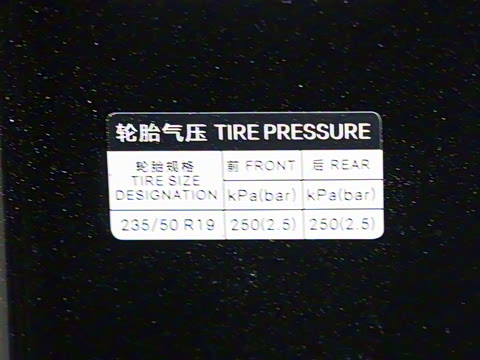 轮胎气压 TIRE PRESSURE
轮胎规格 前 FRONT 后 REAR
TIRE SIZE
DESIGNATION kPa(bar) kPa(bar)
235/50 R19 250(2.5) 250(2.5)